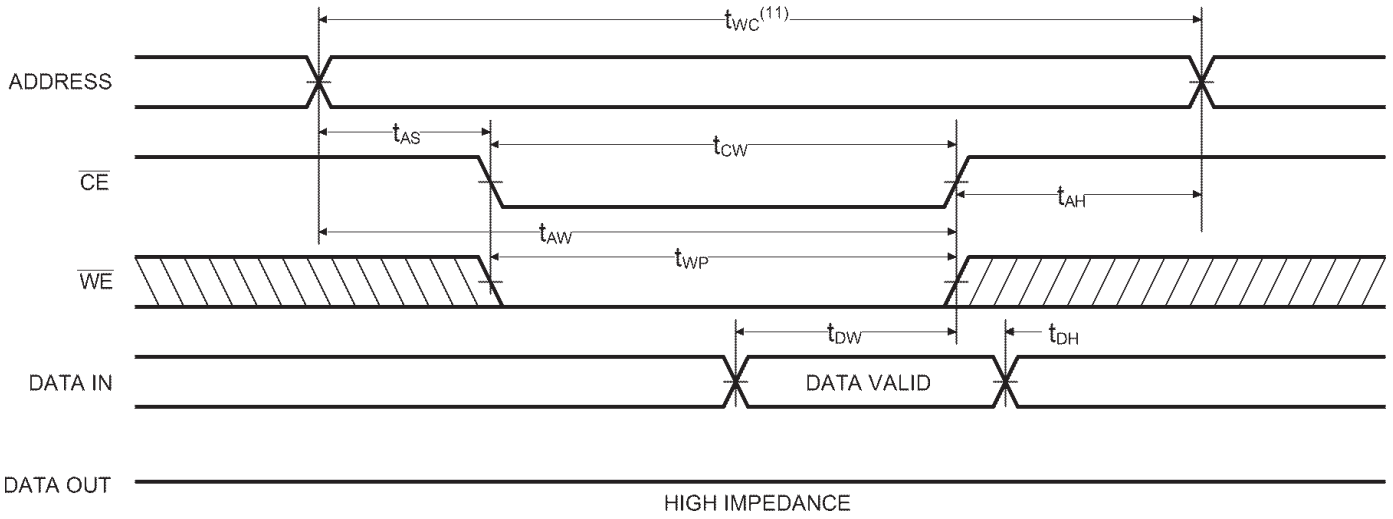 tWC(11)
ADDRESS
tAS
tCW
CE
tAH
tAW
tWP
WE
tDW
tDH
DATA IN
DATA VALID
DATA OUT
HIGH IMPEDANCE